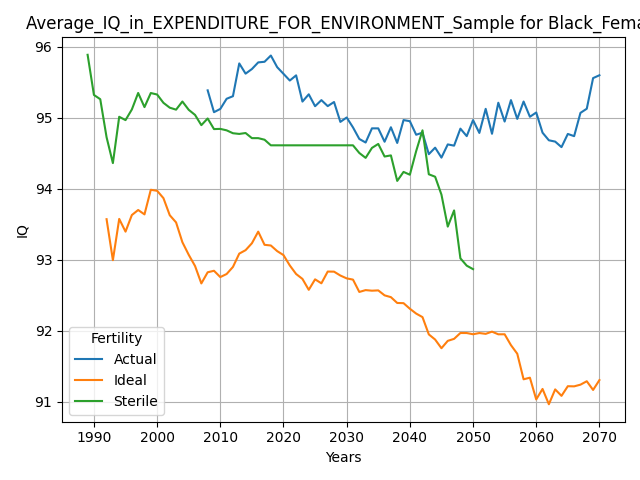 Average_IQ_in_EXPENDITURE_FOR_ENVIRONMENT_Sample for Black_Fema
96
95
94
93
92
91
IQ
Fertility
Actual
Ideal
Sterile
1990 2000 2010 2020 2030 2040 2050 2060 2070
Years